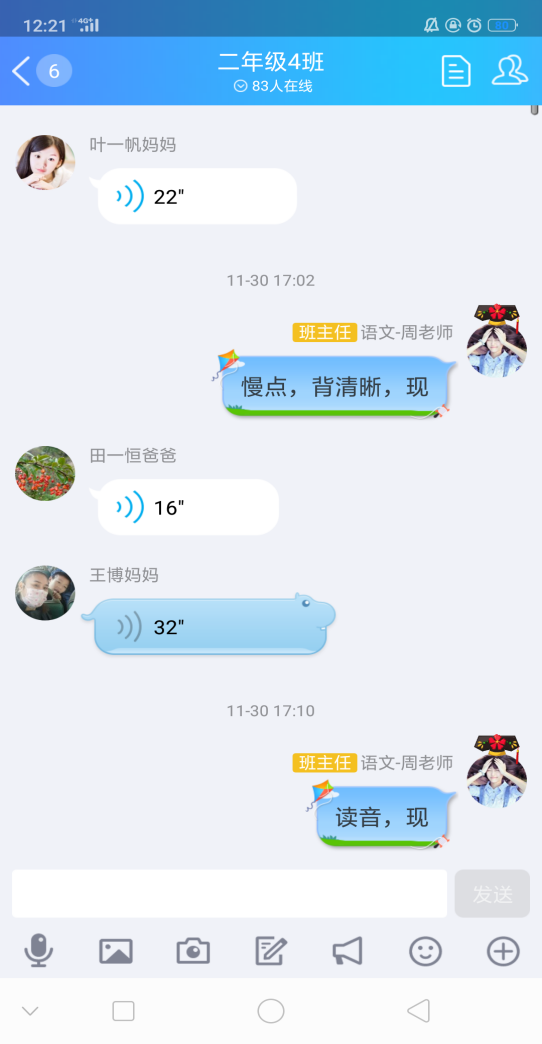 12:21 4G+
6
二年级4班
83人在线
叶一帆妈妈
22"
11-30 17:02
班主任 语文-周老师
慢点，背清晰，现
田一恒爸爸
16"
王博妈妈
32"
11-30 17:10
班主任 语文-周老师
读音，现
发送